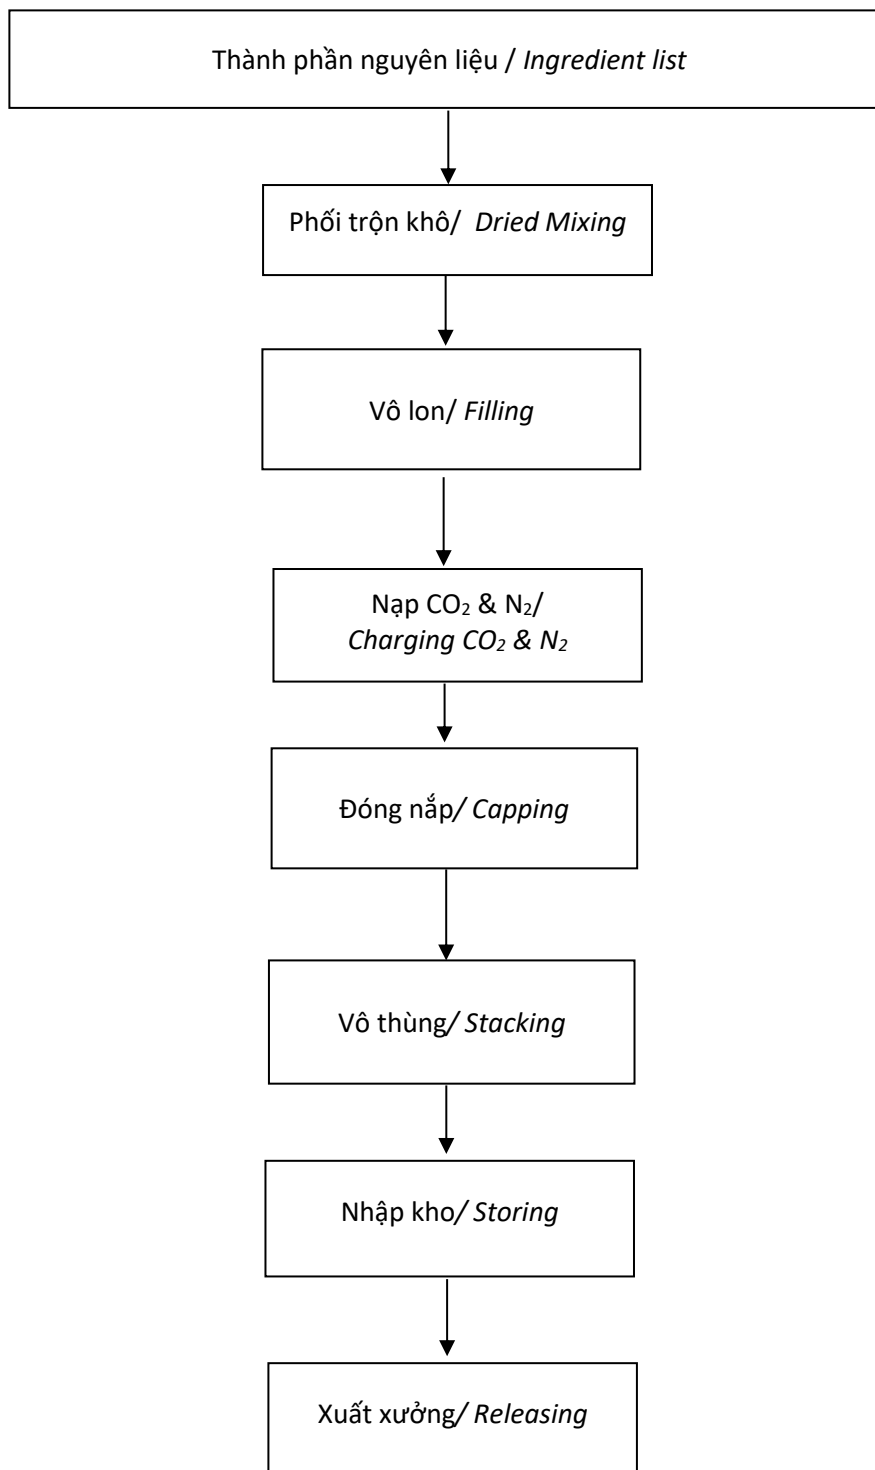 Thành phần nguyên liệu / Ingredient list
Phối trộn khô/ Dried Mixing
Vô lon/ Filling
Nạp CO₂ & N₂/
Charging CO₂ & N₂
Đóng nắp/ Capping
Vô thùng/ Stacking
Nhập kho/ Storing
Xuất xưởng/ Releasing